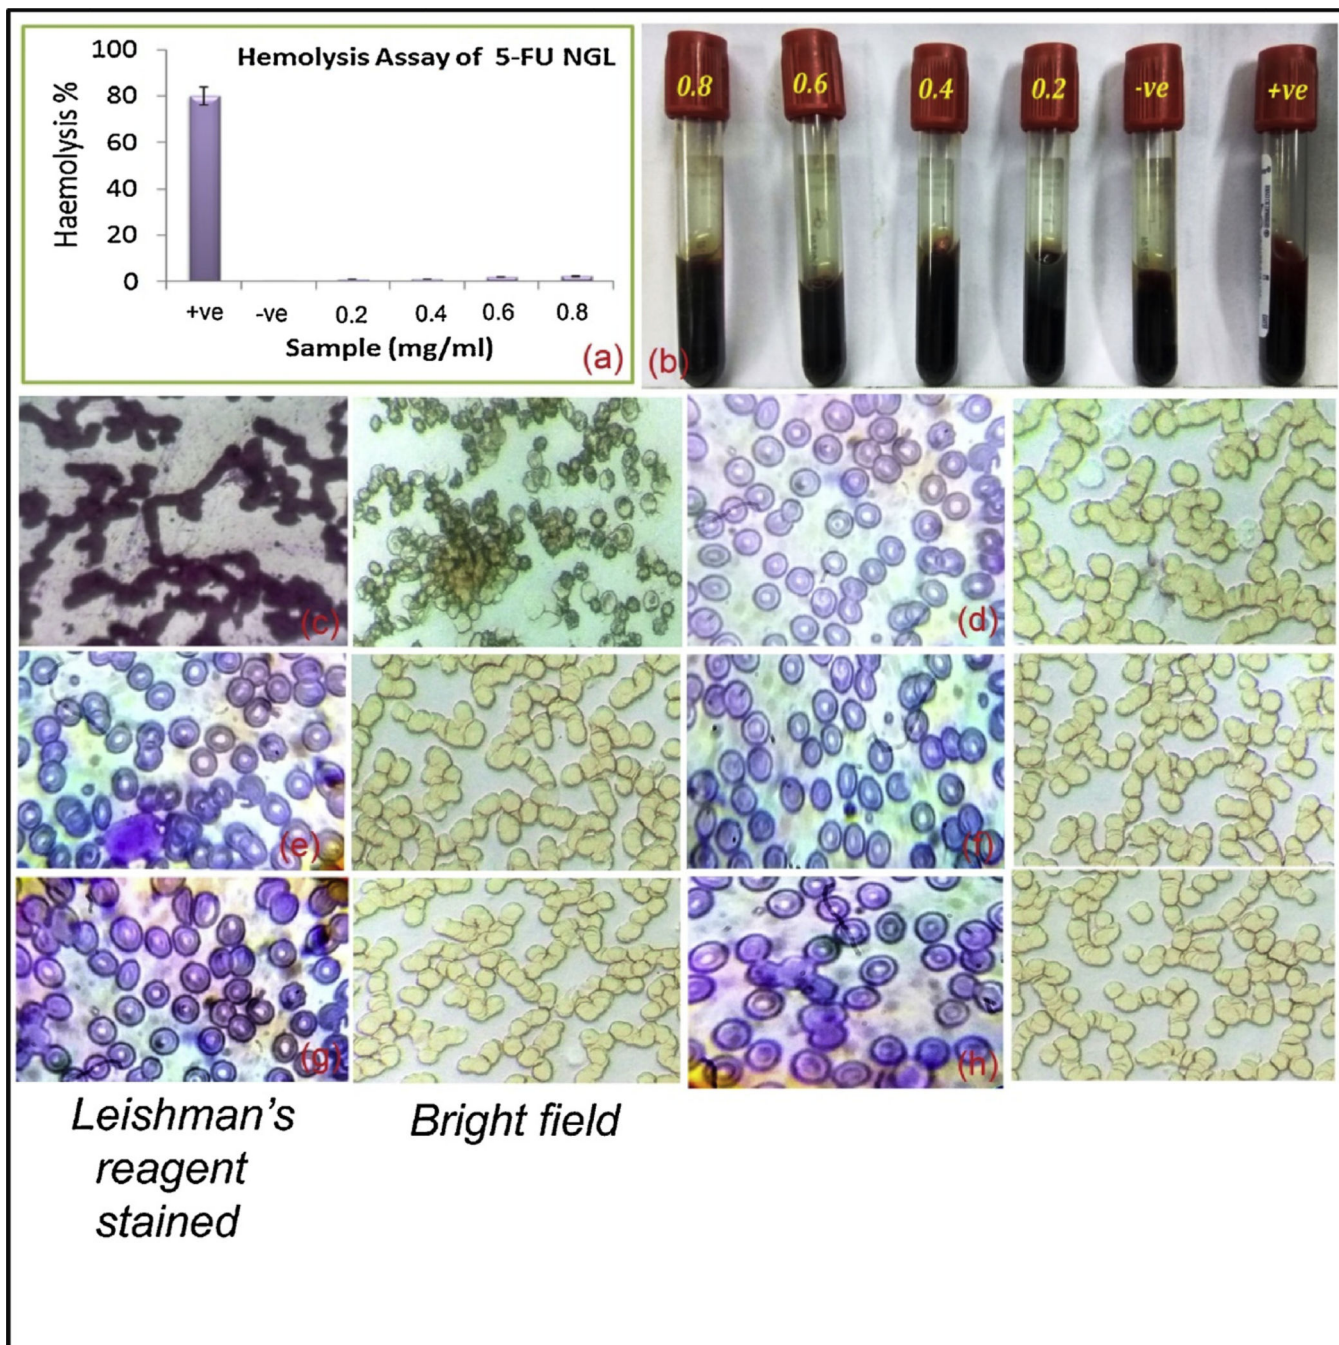 Hemolysis Assay of 5-FU NGL
Haemolysis %
100
80
60
40
20
0
+ve -ve 0.2 0.4 0.6 0.8
Sample (mg/ml)
(a)
0.8 0.6 0.4 0.2 -ve +ve
(b)
(c)
(d)
(e)
(f)
(g)
(h)
Leishman's
reagent
stained
Bright field